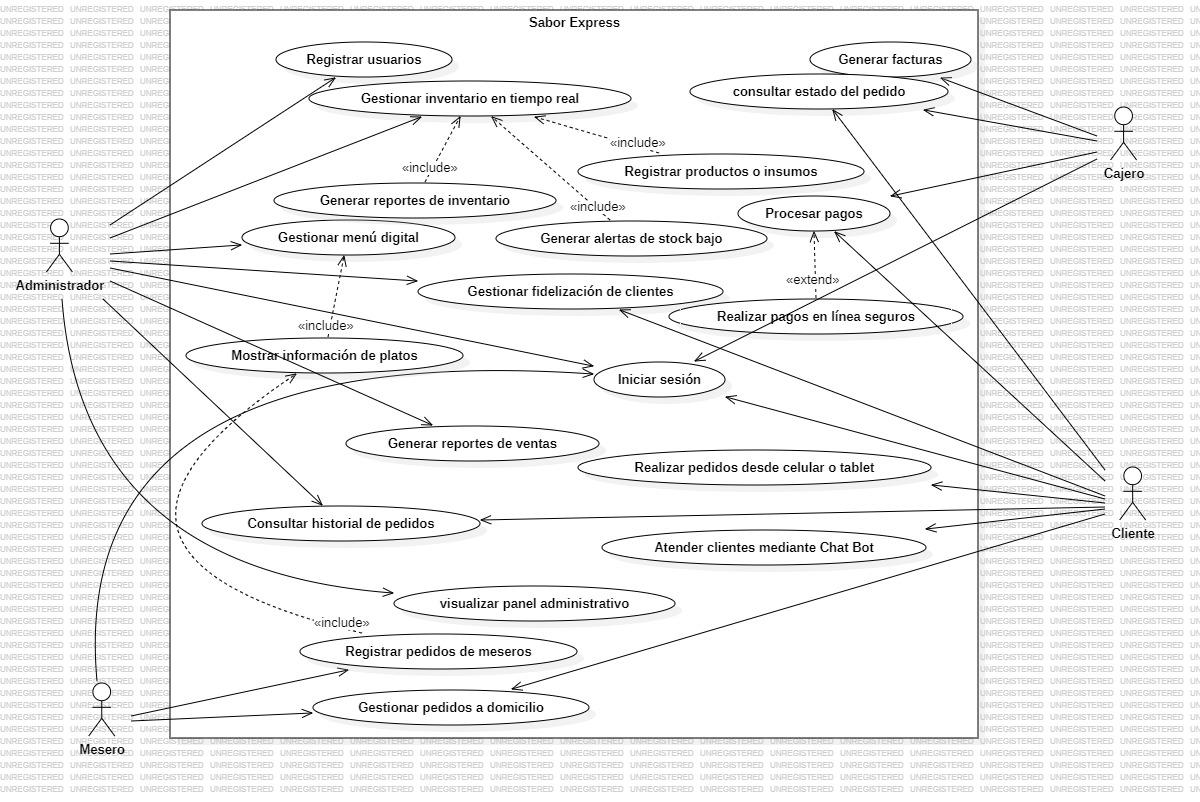 Sabor Express
Registrar usuarios
Generar facturas
Gestionar inventario en tiempo real
consultar estado del pedido
«include»
«include»
Registrar productos o insumos
Cajero
Generar reportes de inventario
«include»
Procesar pagos
Gestionar menú digital
Generar alertas de stock bajo
Administrador
«extend»
Gestionar fidelización de clientes
Realizar pagos en línea seguros
«include»
Mostrar información de platos
Iniciar sesión
Generar reportes de ventas
Realizar pedidos desde celular o tablet
Consultar historial de pedidos
Cliente
Atender clientes mediante Chat Bot
visualizar panel administrativo
«include»
Registrar pedidos de meseros
Gestionar pedidos a domicilio
Mesero
UNREGISTERED